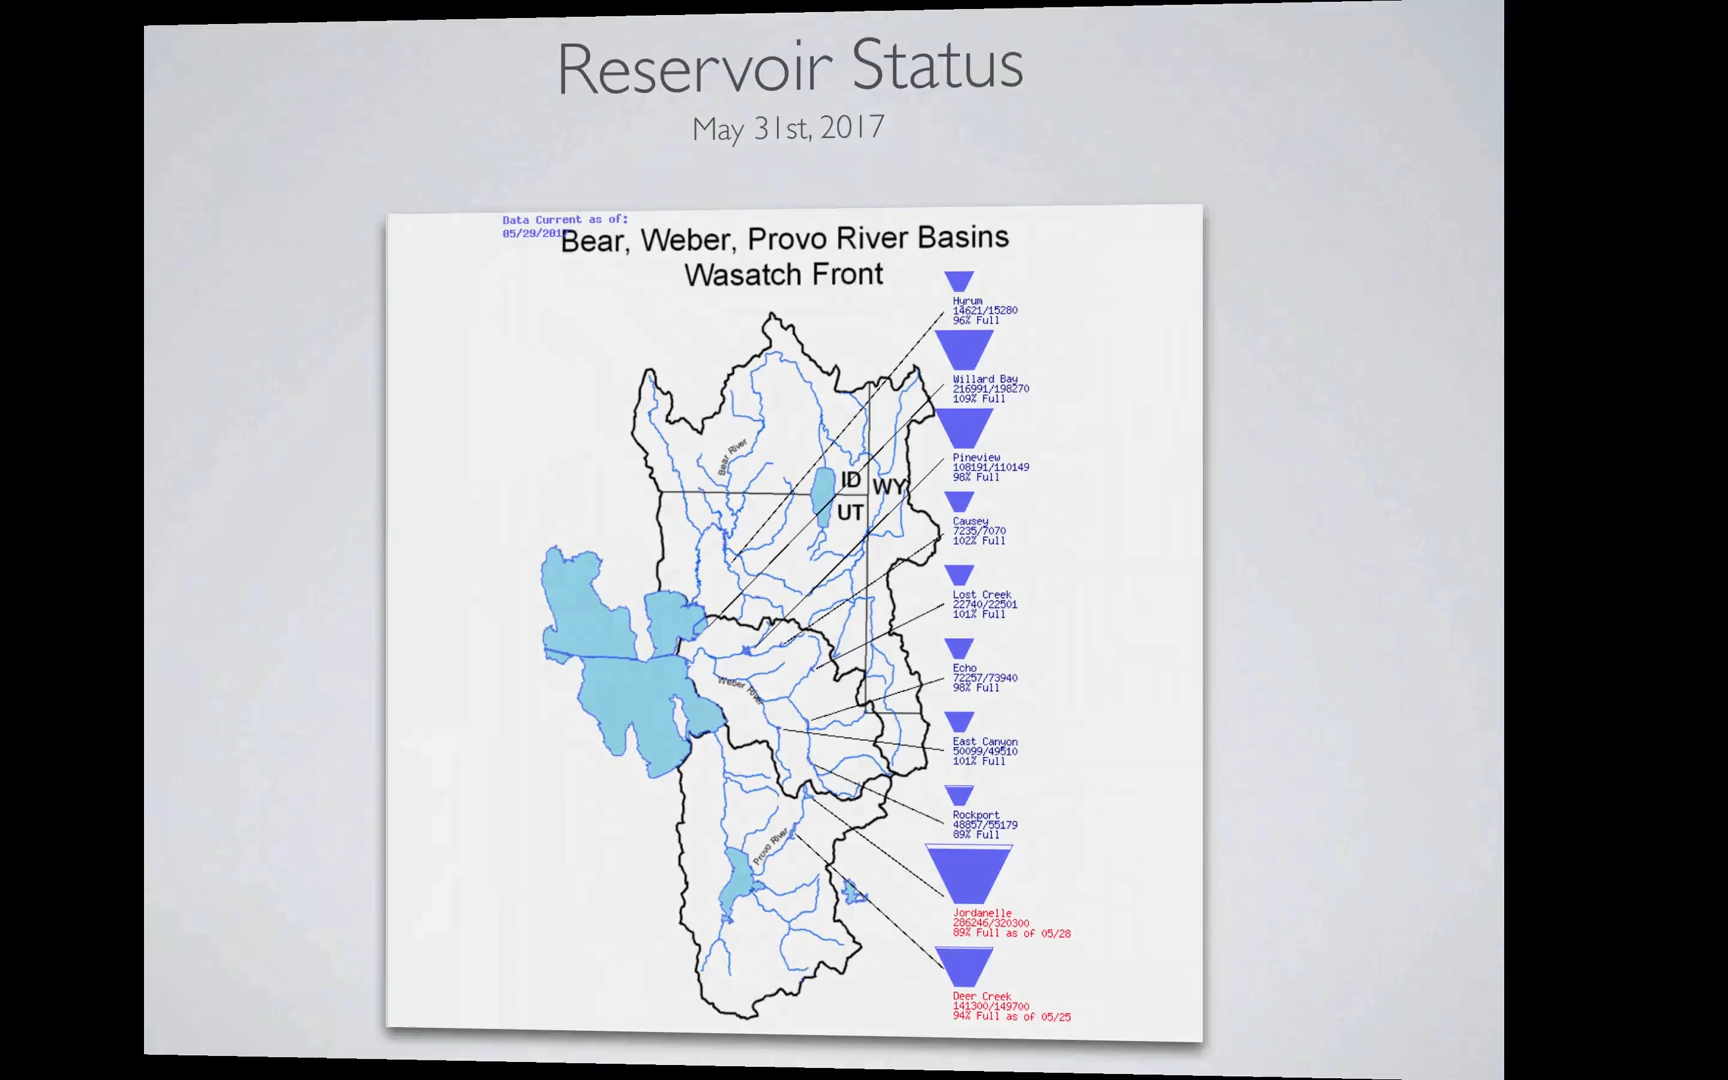 Reservoir Status
May 31st, 2017
Data Current as of:
05/29/201
Bear, Weber, Provo River Basins
Wasatch Front
Hyrum
14621/15280
96% Full
Willard Bay
216991/198270
109% Full
Pineview
108191/110149
98% Full
Causey
7235/7070
102% Full
Lost Creek
22740/22501
101% Full
Echo
72257/73940
98% Full
East Canyon
50099/49510
101% Full
Rockport
48857/55179
89% Full
Jordanelle
286246/320300
89% Full as of 05/28
Deer Creek
141300/149700
94% Full as of 05/25
Bear River
ID
WY
UT
Weber River
Provo River